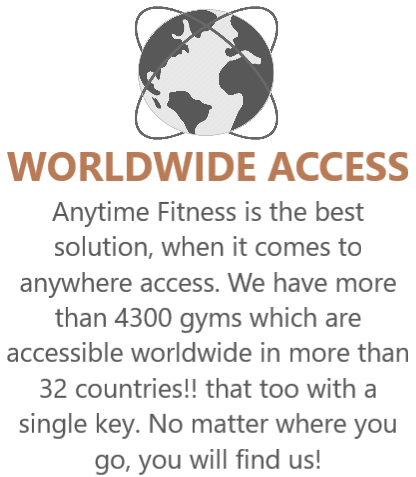 WORLDWIDE ACCESS
Anytime Fitness is the best
solution, when it comes to
anywhere access. We have more
than 4300 gyms which are
accessible worldwide in more than
32 countries!! that too with a
single key. No matter where you
go, you will find us!